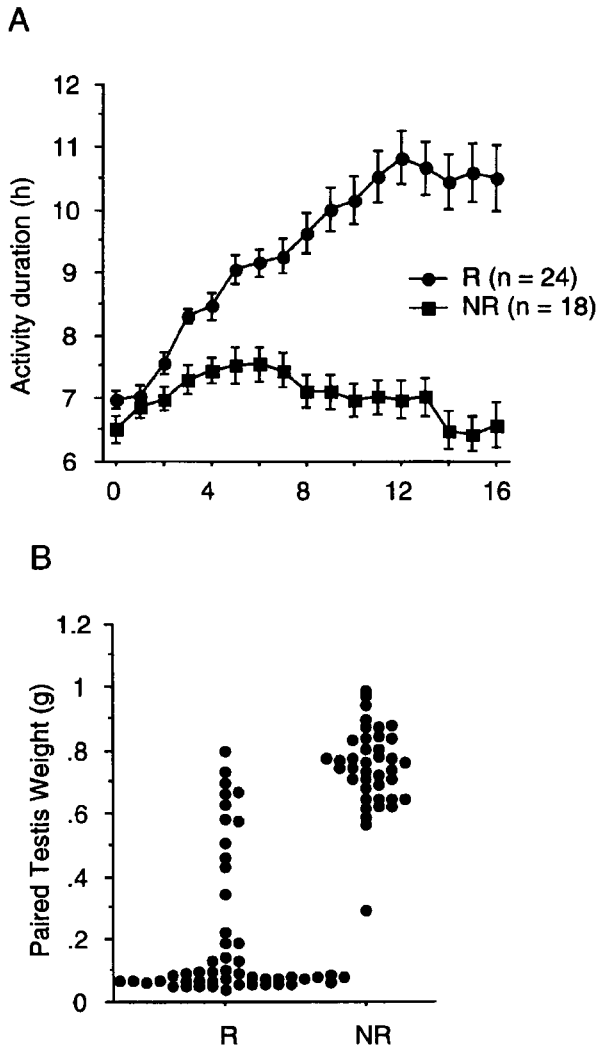 A
12
11
10
9
8
7
6
Activity duration (h)
R (n = 24)
NR (n = 18)
0 4 8 12 16
B
1.2
1
.8
.6
.4
.2
0
Paired Testis Weight (g)
R NR